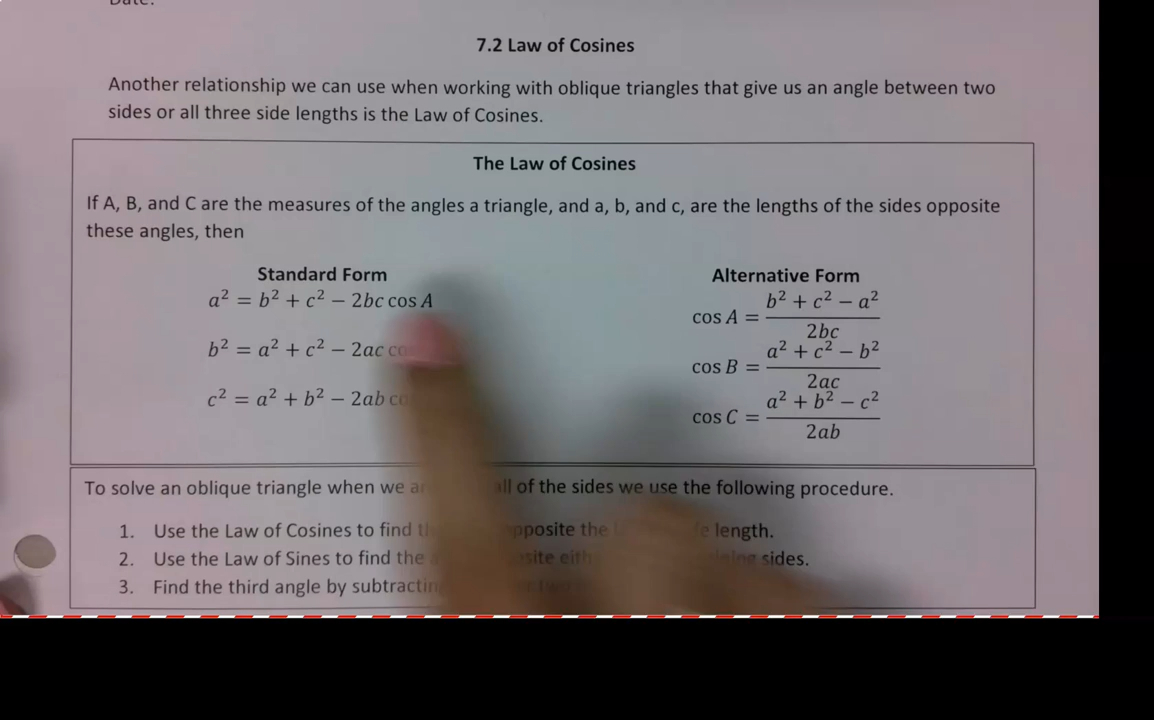 Date:
7.2 Law of Cosines
Another relationship we can use when working with oblique triangles that give us an angle between two
sides or all three side lengths is the Law of Cosines.
The Law of Cosines
If A, B, and C are the measures of the angles a triangle, and a, b, and c, are the lengths of the sides opposite
these angles, then
Standard Form
a² = b² + c² − 2bc cos A
b² = a² + c² − 2ac
c² = a² + b² − 2ab
Alternative Form
cos A = (b² + c² − a²) / 2bc
cos B = (a² + c² − b²) / 2ac
cos C = (a² + b² − c²) / 2ab
To solve an oblique triangle when we all of the sides we use the following procedure.
1. Use the Law of Cosines to find opposite the length.
2. Use the Law of Sines to find the sides.
3. Find the third angle by subtracting